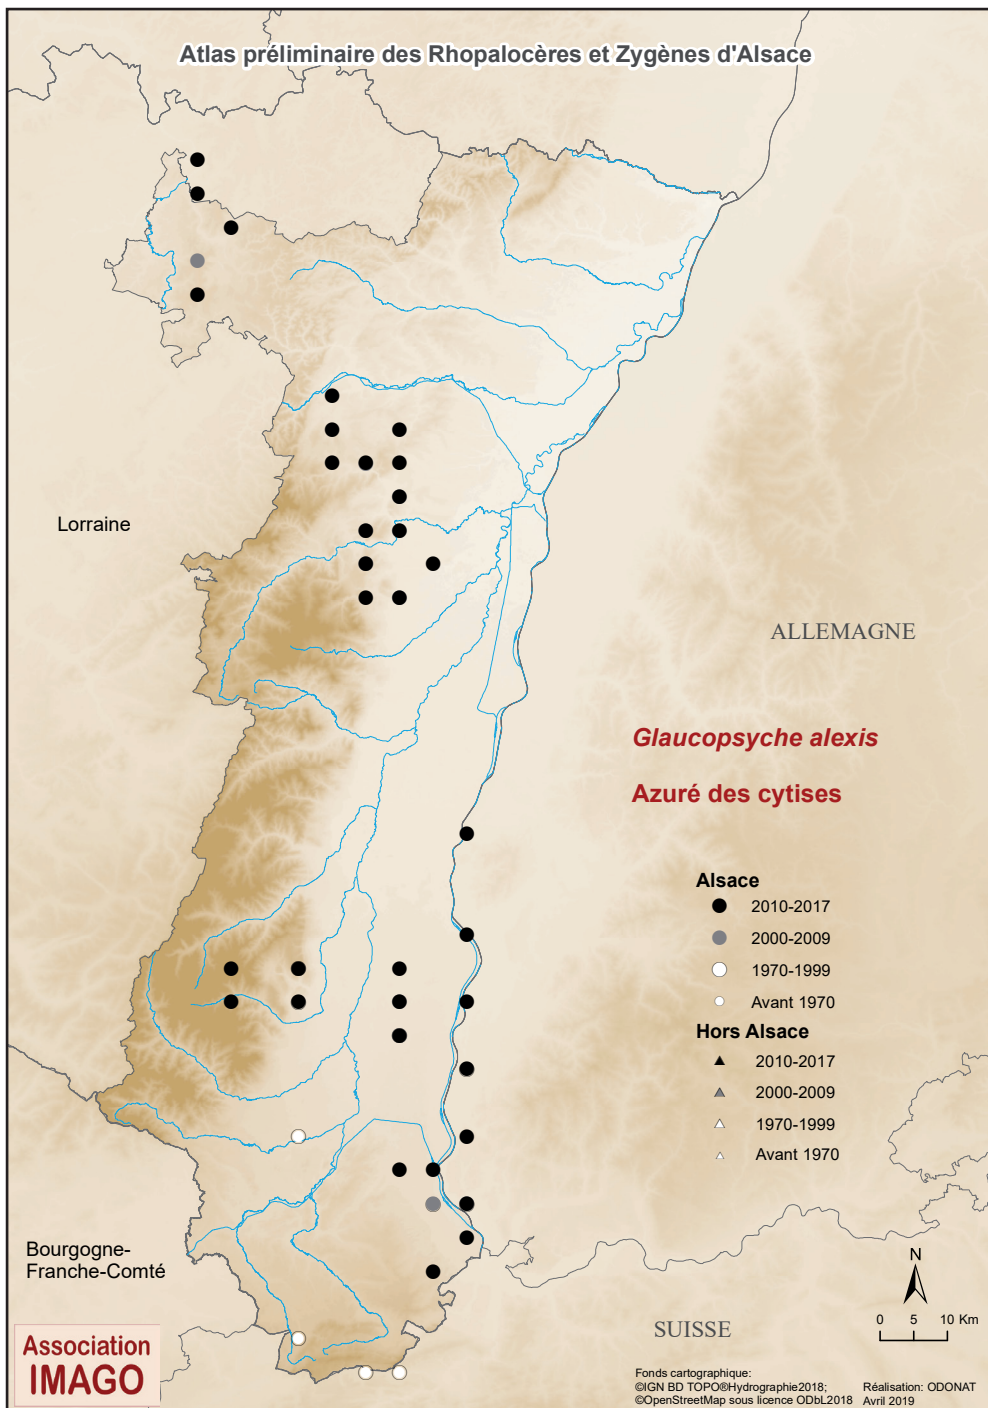 Atlas préliminaire des Rhopalocères et Zygènes d'Alsace
Lorraine
ALLEMAGNE
Glaucopsyche alexis
Azuré des cytises
Alsace
2010-2017
2000-2009
1970-1999
Avant 1970
Hors Alsace
2010-2017
2000-2009
1970-1999
Avant 1970
Bourgogne-
Franche-Comté
N
0 5 10 Km
SUISSE
Association
IMAGO
Fonds cartographique:
©IGN BD TOPO®Hydrographie2018;
©OpenStreetMap sous licence ODbL2018
Réalisation: ODONAT
Avril 2019